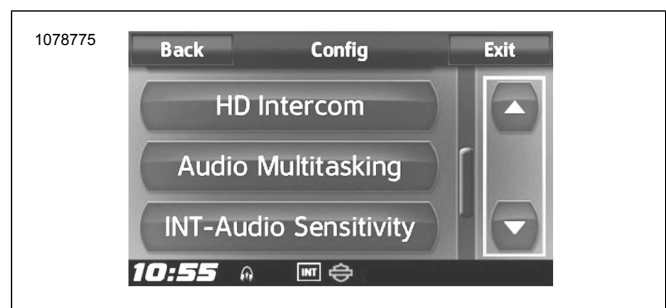 1078775
Back Config Exit
HD Intercom
Audio Multitasking
INT-Audio Sensitivity
10:55 INT